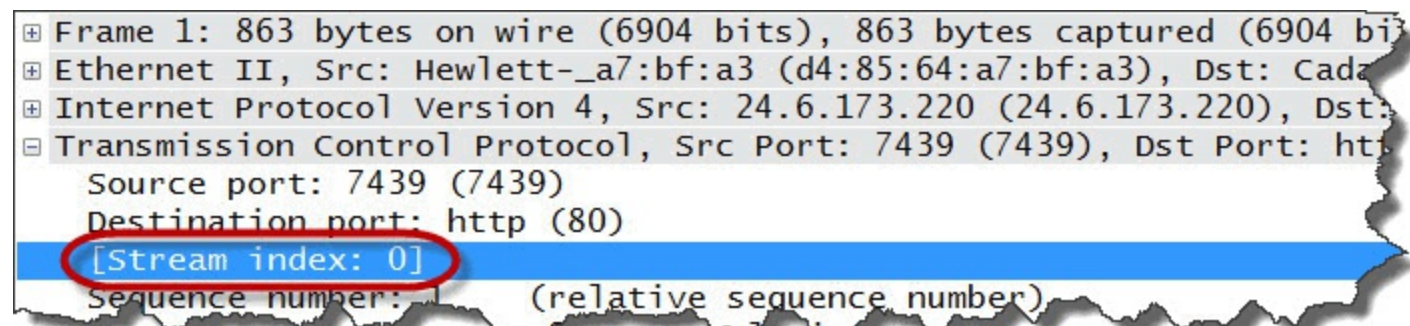 Frame 1: 863 bytes on wire (6904 bits), 863 bytes captured (6904
Ethernet II, Src: Hewlett-_a7:bf:a3 (d4:85:64:a7:bf:a3), Dst:
Internet Protocol Version 4, Src: 24.6.173.220 (24.6.173.220), Dst:
Transmission Control Protocol, Src Port: 7439 (7439), Dst Port:
Source port: 7439 (7439)
Destination port: http (80)
[Stream index: 0]
Sequence number: (relative sequence number)